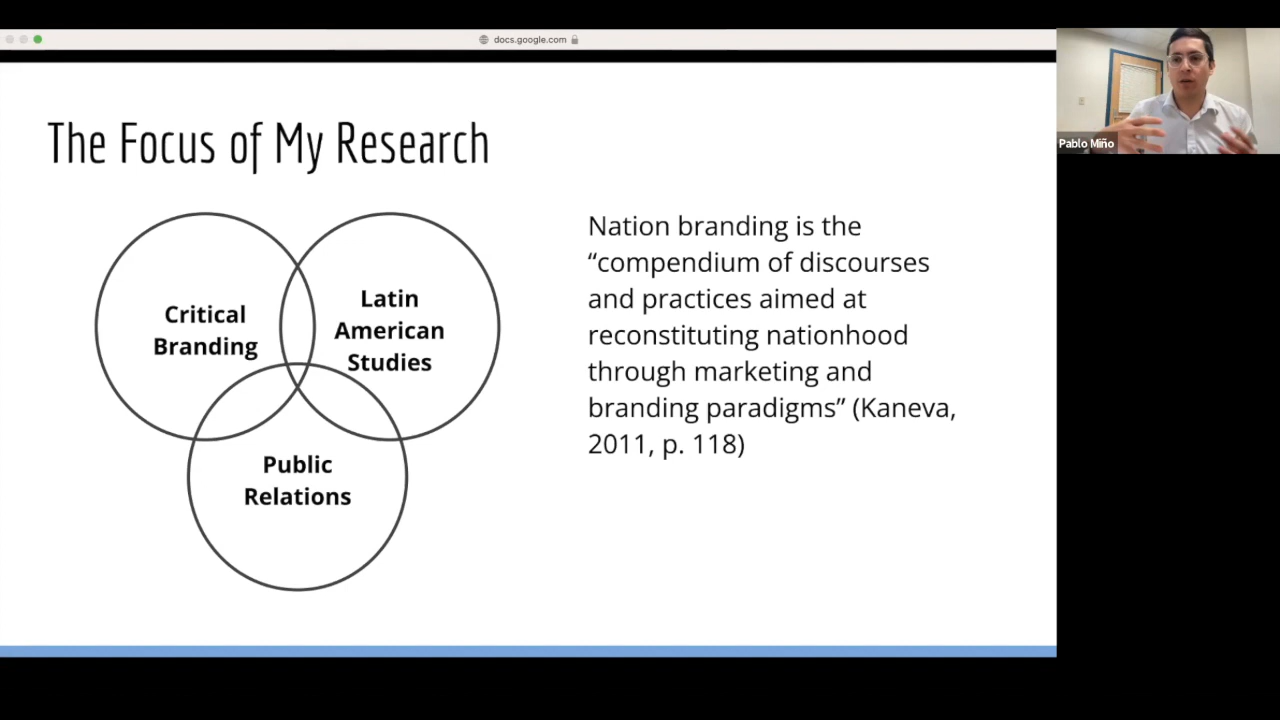 docs.google.com
Pablo Miño
The Focus of My Research
Critical
Branding
Latin
American
Studies
Public
Relations
Nation branding is the
“compendium of discourses
and practices aimed at
reconstituting nationhood
through marketing and
branding paradigms” (Kaneva,
2011, p. 118)